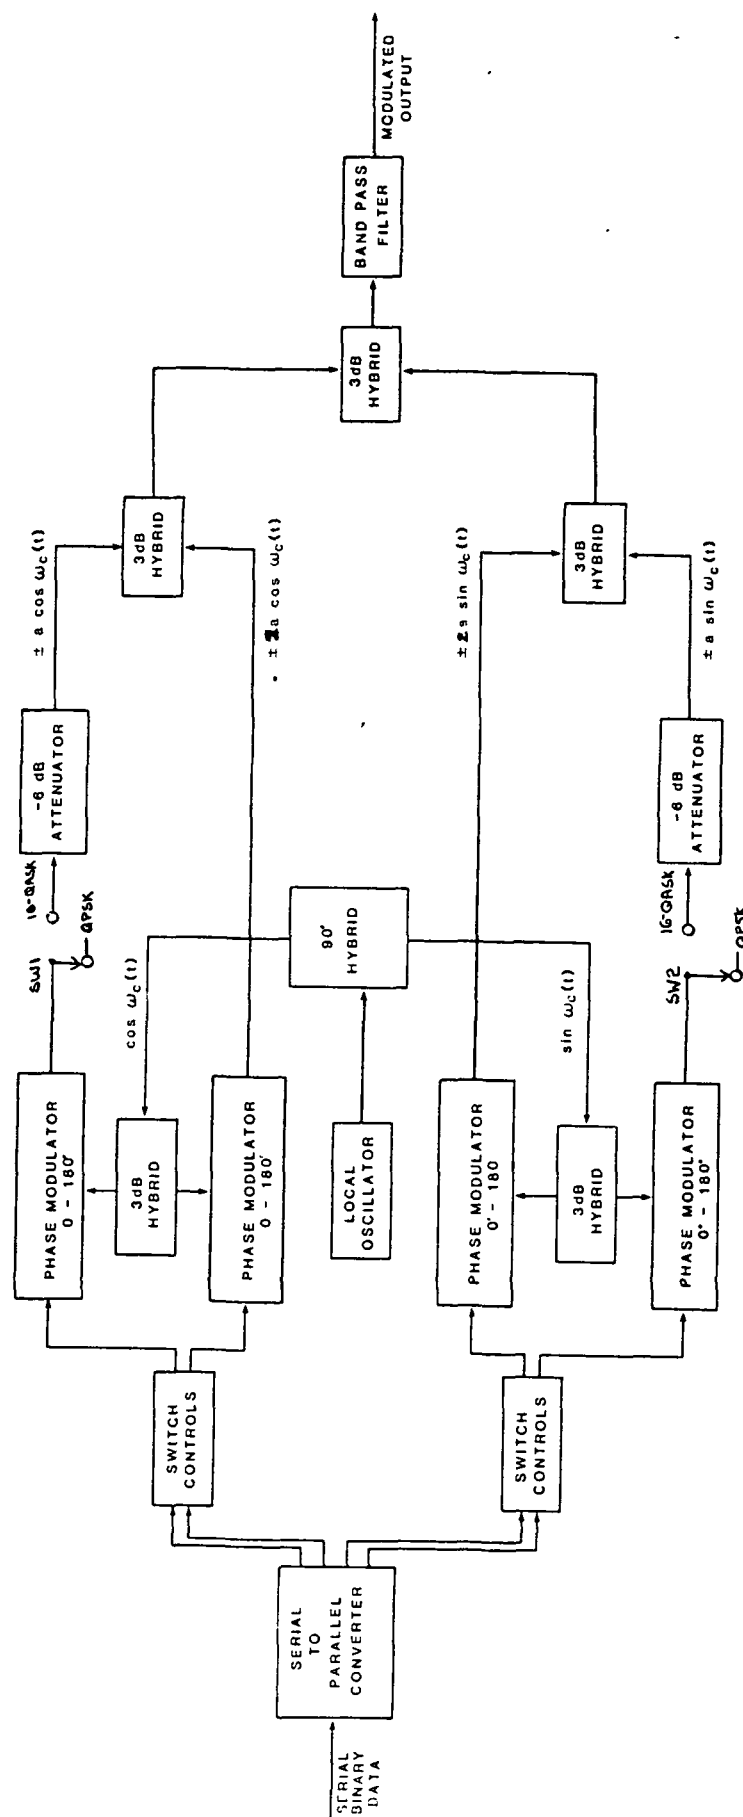 SERIAL
BINARY
DATA
SERIAL
TO
PARALLEL
CONVERTER
SWITCH
CONTROLS
SWITCH
CONTROLS
PHASE MODULATOR
0 - 180°
3dB
HYBRID
PHASE MODULATOR
0 - 180°
LOCAL
OSCILLATOR
PHASE MODULATOR
0° - 180
3dB
HYBRID
PHASE MODULATOR
0° - 180°
SW1
16-QASK
QPSK
cos ω_c(t)
90°
HYBRID
sin ω_c(t)
SW2
16-QASK
QPSK
-6 dB
ATTENUATOR
-6 dB
ATTENUATOR
± a cos ω_c(t)
± 2a cos ω_c(t)
± 2a sin ω_c(t)
± a sin ω_c(t)
3dB
HYBRID
3dB
HYBRID
3dB
HYBRID
BAND PASS
FILTER
MODULATED
OUTPUT